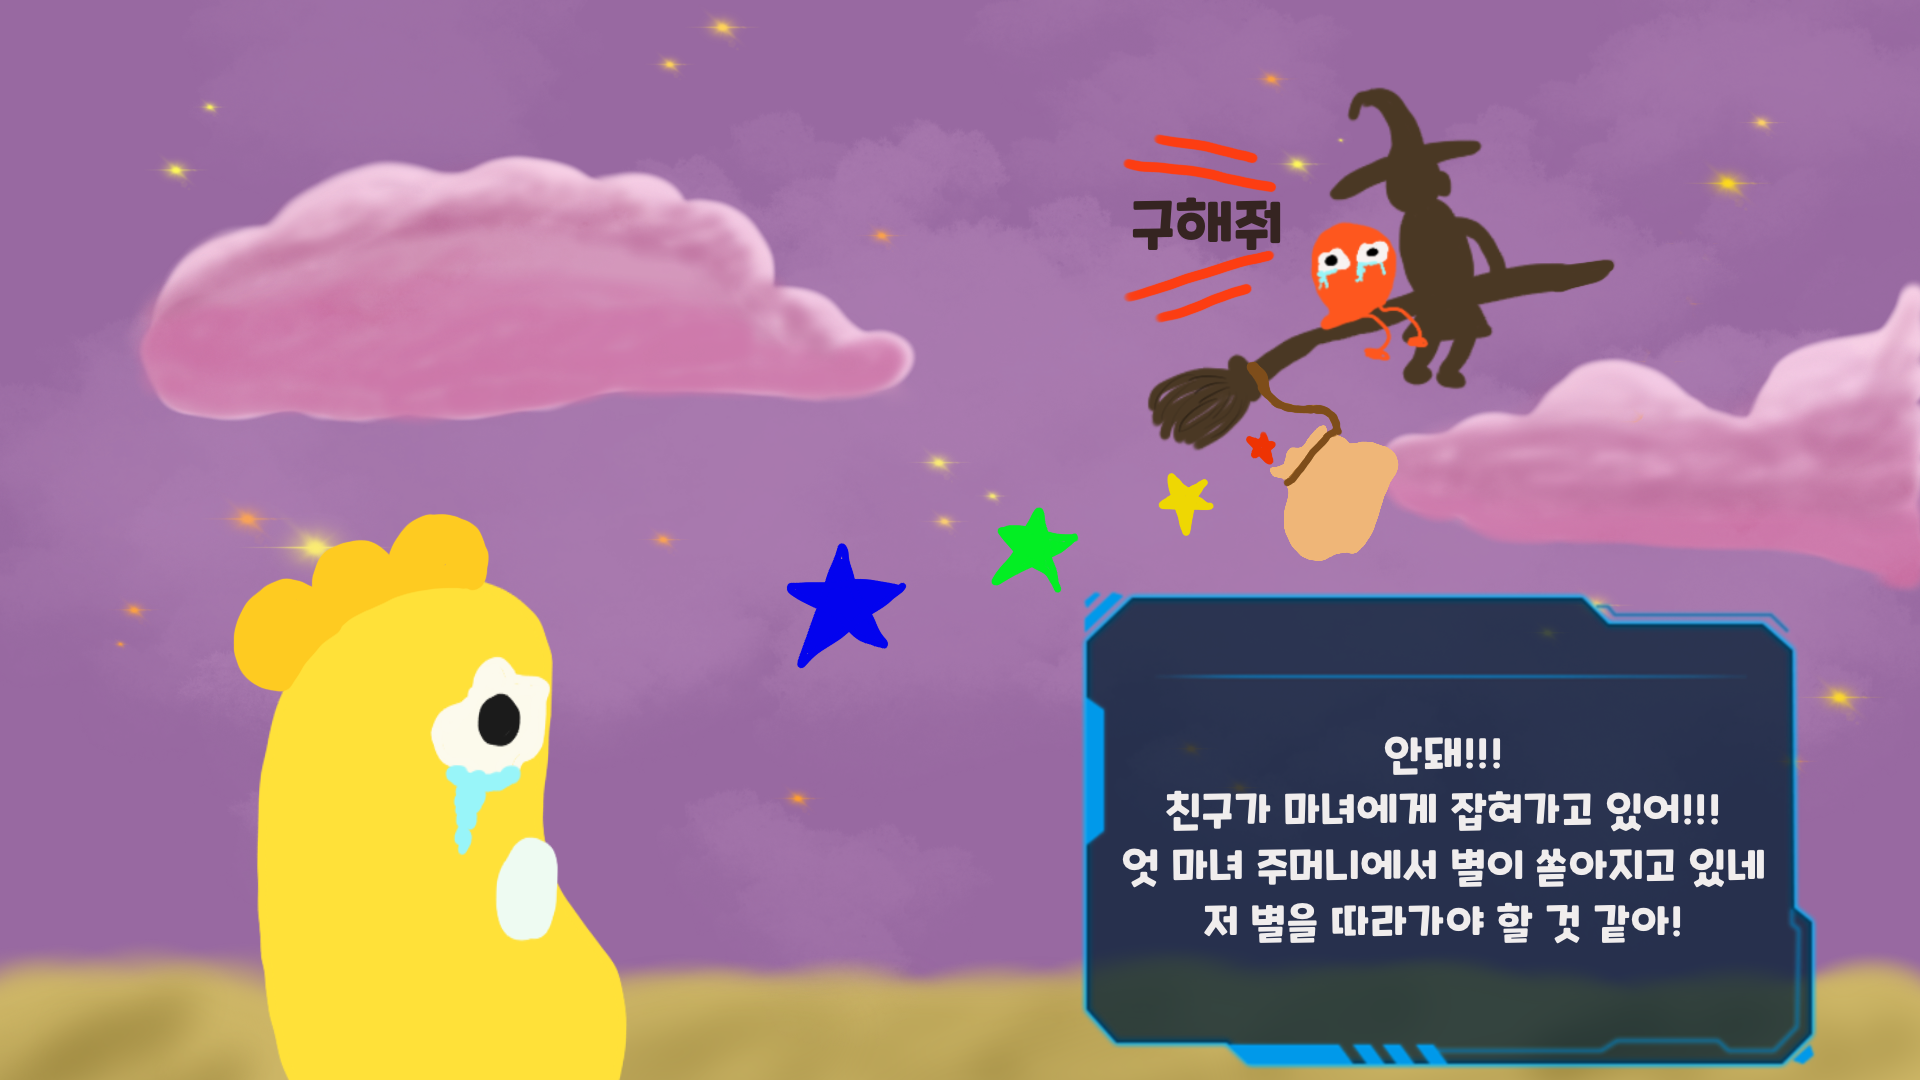 구해줘
안돼!!!
친구가 마녀에게 잡혀가고 있어!!!
엇 마녀 주머니에서 별이 쏟아지고 있네
저 별을 따라가야 할 것 같아!